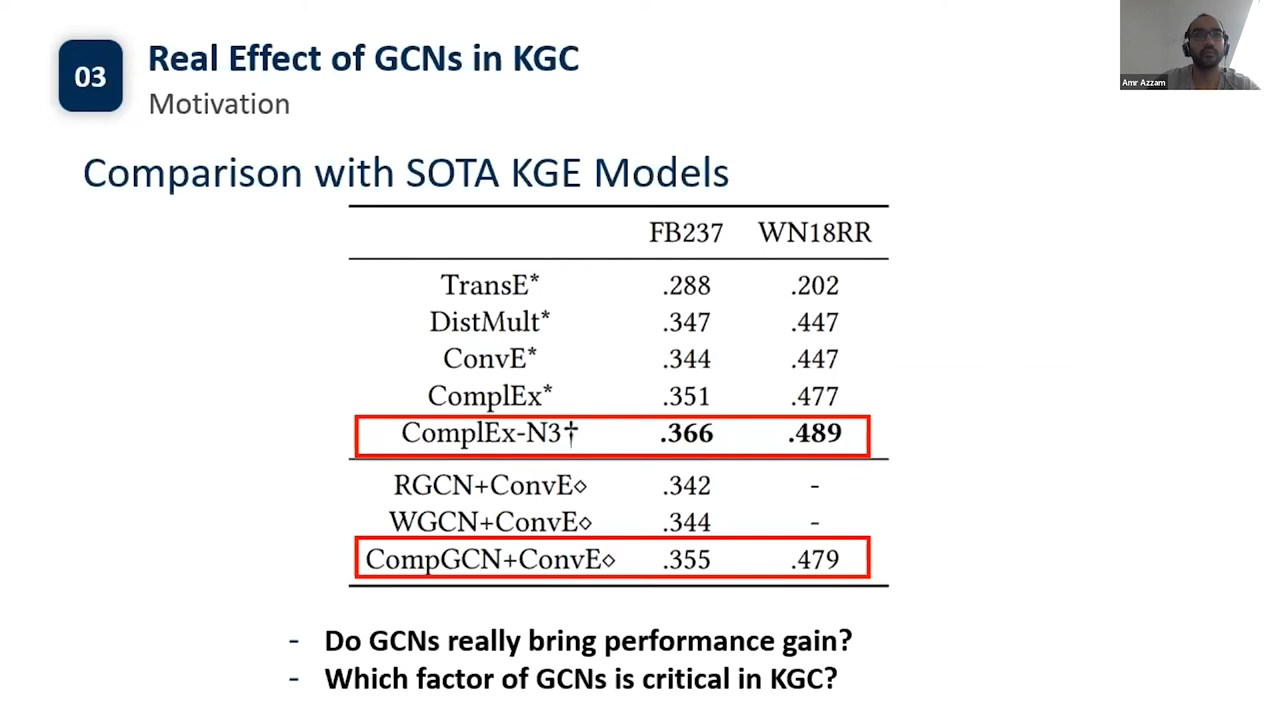 03
Real Effect of GCNs in KGC
Motivation
Amr Azzam
Comparison with SOTA KGE Models
FB237 WN18RR
TransE* .288 .202
DistMult* .347 .447
ConvE* .344 .447
ComplEx* .351 .477
ComplEx-N3† .366 .489
RGCN+ConvE◇ .342 -
WGCN+ConvE◇ .344 -
CompGCN+ConvE◇ .355 .479
- Do GCNs really bring performance gain?
- Which factor of GCNs is critical in KGC?